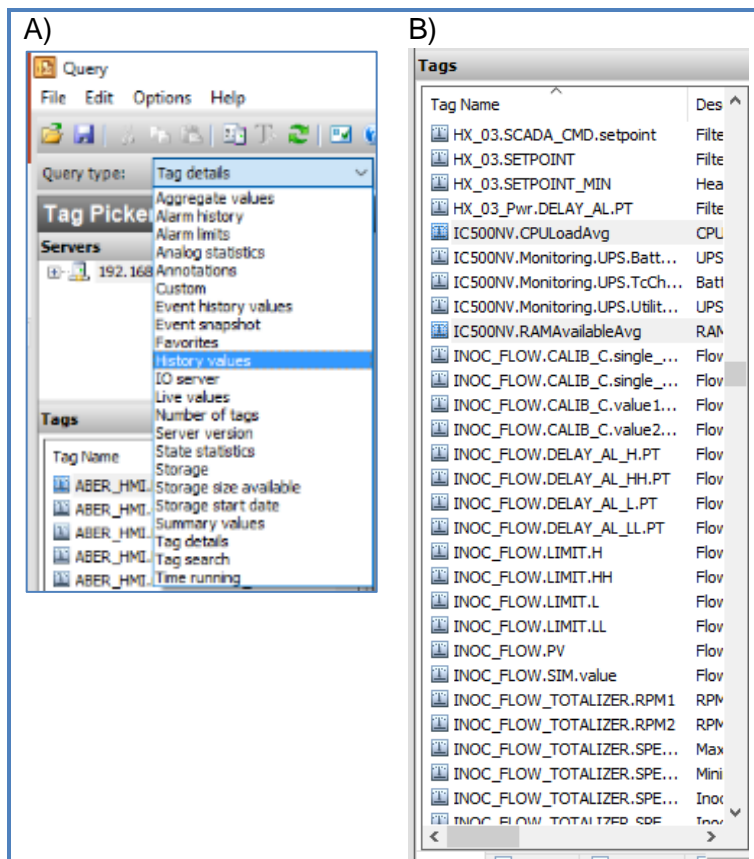 A)
Query
File Edit Options Help
Query type: Tag details
Aggregate values
Alarm history
Alarm limits
Analog statistics
Annotations
Custom
Event history values
Event snapshot
Favorites
History values
IO server
Live values
Number of tags
Server version
State statistics
Storage
Storage size available
Storage start date
Summary values
Tag details
Tag search
Time running
Tag Picker
Servers
192.168
Tags
Tag Name
ABER_HMI.
ABER_HMI.
ABER_HMI.
ABER_HMI.
ABER_HMI.
B)
Tags
Tag Name Des
HX_03.SCADA_CMD.setpoint Filte
HX_03.SETPOINT Filte
HX_03.SETPOINT_MIN Hea
HX_03_Pwr.DELAY_AL.PT Filte
IC500NV.CPULoadAvg CPU
IC500NV.Monitoring.UPS.Batt... UPS
IC500NV.Monitoring.UPS.TcCh... Batt
IC500NV.Monitoring.UPS.Utilit... UPS
IC500NV.RAMAvailableAvg RAM
INOC_FLOW.CALIB_C.single_... Flow
INOC_FLOW.CALIB_C.single_... Flow
INOC_FLOW.CALIB_C.value1... Flow
INOC_FLOW.CALIB_C.value2... Flow
INOC_FLOW.DELAY_AL_H.PT Flow
INOC_FLOW.DELAY_AL_HH.PT Flow
INOC_FLOW.DELAY_AL_L.PT Flow
INOC_FLOW.DELAY_AL_LL.PT Flow
INOC_FLOW.LIMIT.H Flow
INOC_FLOW.LIMIT.HH Flow
INOC_FLOW.LIMIT.L Flow
INOC_FLOW.LIMIT.LL Flow
INOC_FLOW.PV Flow
INOC_FLOW.SIM.value Flow
INOC_FLOW_TOTALIZER.RPM1 RPM
INOC_FLOW_TOTALIZER.RPM2 RPM
INOC_FLOW_TOTALIZER.SPE... Max
INOC_FLOW_TOTALIZER.SPE... Mini
INOC_FLOW_TOTALIZER.SPE... Inoc
INOC_FLOW_TOTALIZER.SPE... Inoc